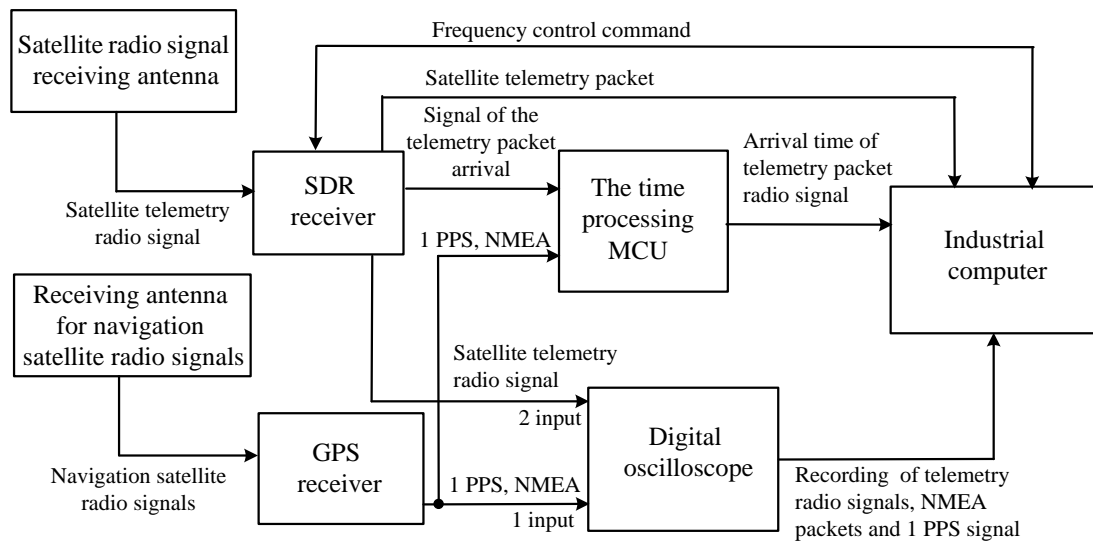 Satellite radio signal
receiving antenna
Frequency control command
Satellite telemetry packet
Signal of the
telemetry packet
arrival
SDR
receiver
Satellite telemetry
radio signal
The time
processing
MCU
Arrival time of
telemetry packet
radio signal
Industrial
computer
1 PPS, NMEA
Receiving antenna
for navigation
satellite radio signals
Satellite telemetry
radio signal
2 input
Digital
oscilloscope
GPS
receiver
Navigation satellite
radio signals
1 PPS, NMEA
1 input
Recording of telemetry
radio signals, NMEA
packets and 1 PPS signal